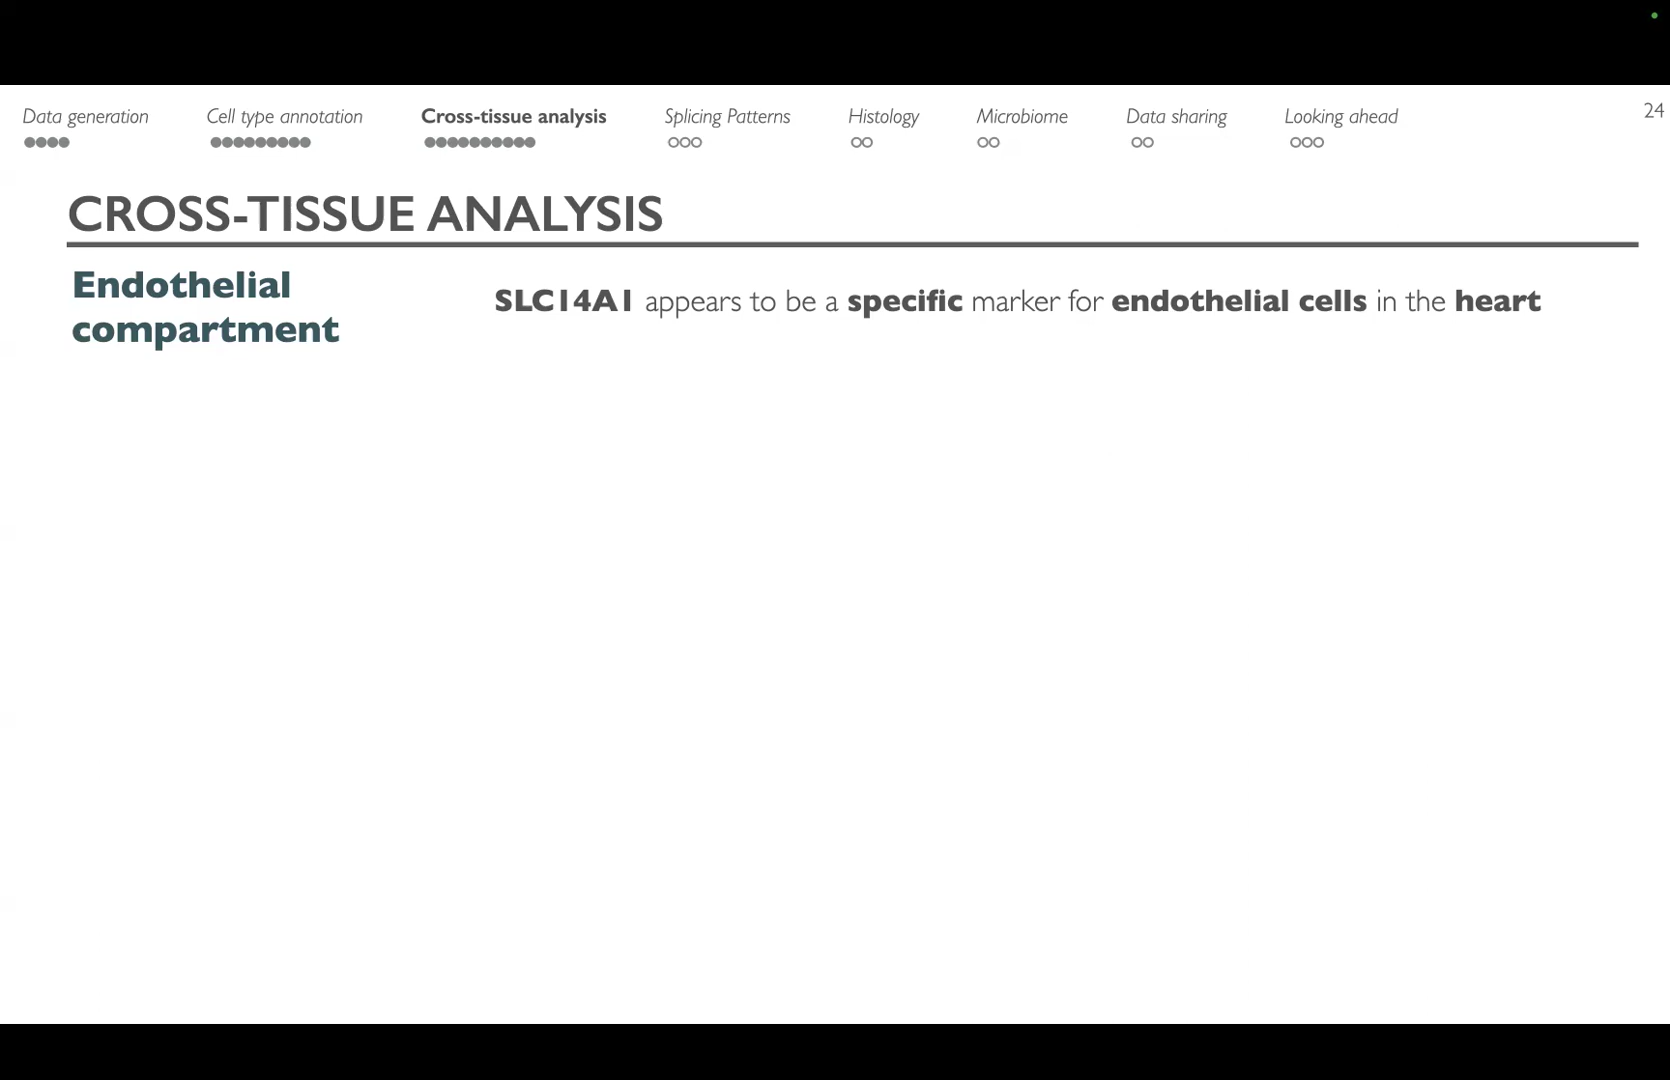 Data generation Cell type annotation Cross-tissue analysis Splicing Patterns Histology Microbiome Data sharing Looking ahead 24
CROSS-TISSUE ANALYSIS
Endothelial
compartment
SLC14A1 appears to be a specific marker for endothelial cells in the heart